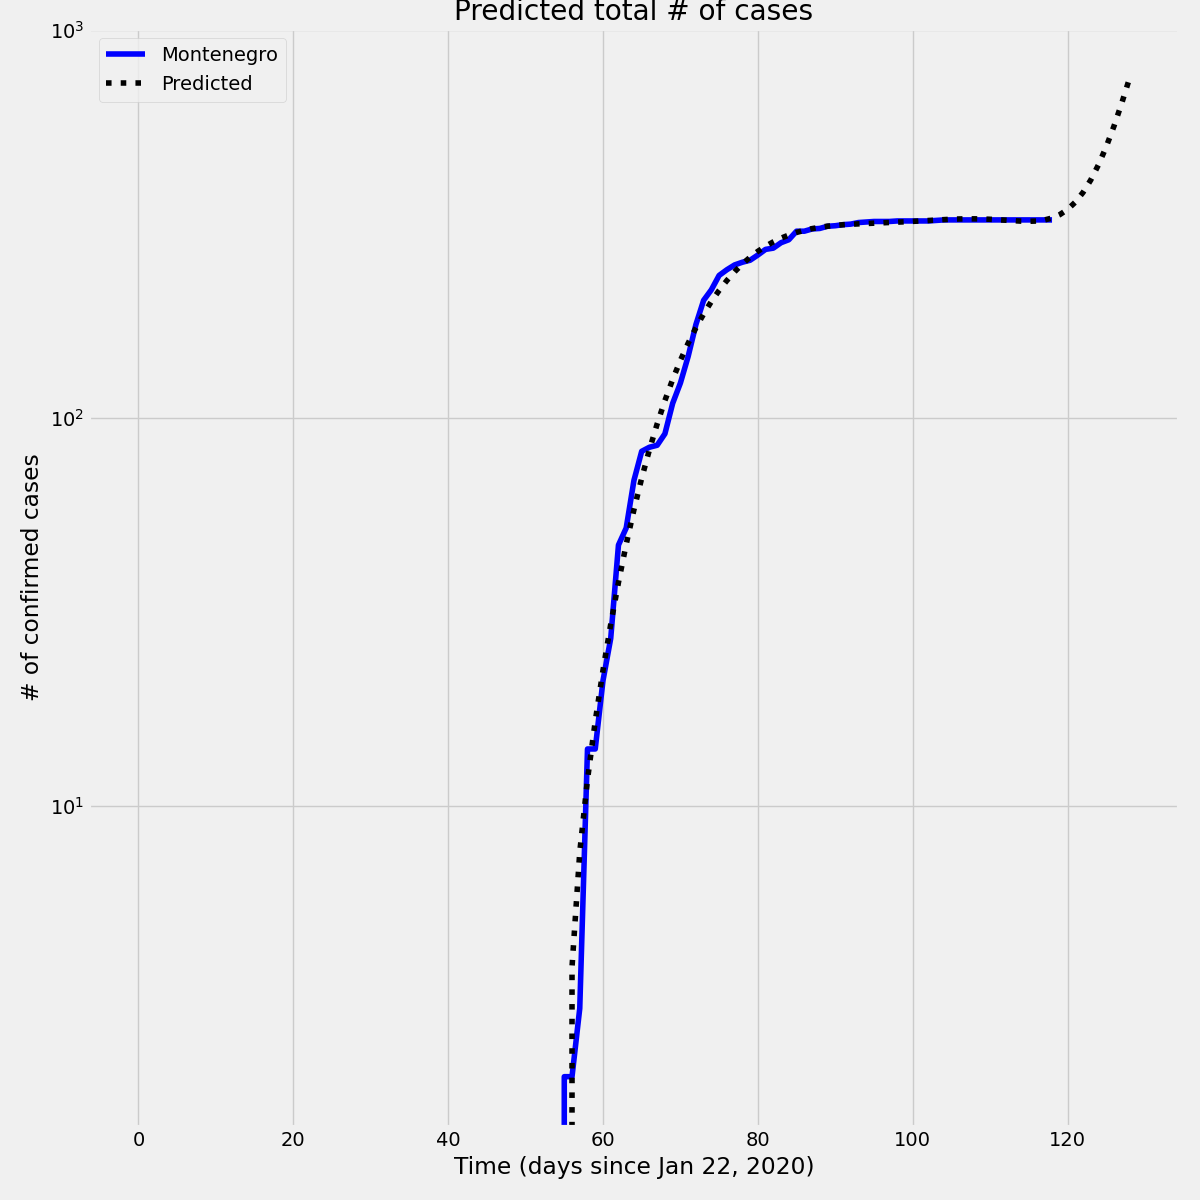 Predicted total # of cases
10³
Montenegro
Predicted
10²
10¹
# of confirmed cases
0 20 40 60 80 100 120
Time (days since Jan 22, 2020)